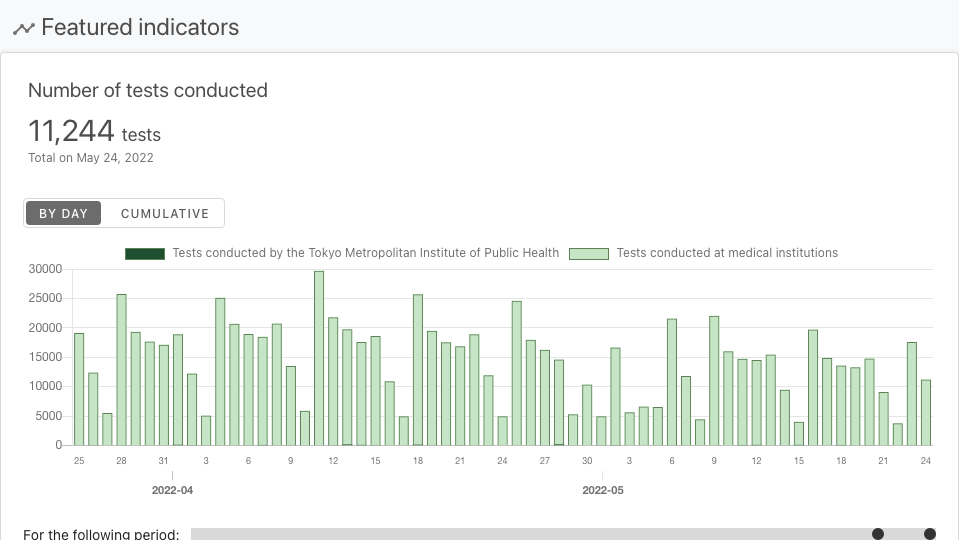 Featured indicators
Number of tests conducted
11,244 tests
Total on May 24, 2022
BY DAY CUMULATIVE
Tests conducted by the Tokyo Metropolitan Institute of Public Health Tests conducted at medical institutions
30000
25000
20000
15000
10000
5000
0
25 28 31 3 6 9 12 15 18 21 24 27 30 3 6 9 12 15 18 21 24
2022-04 2022-05
For the following period: